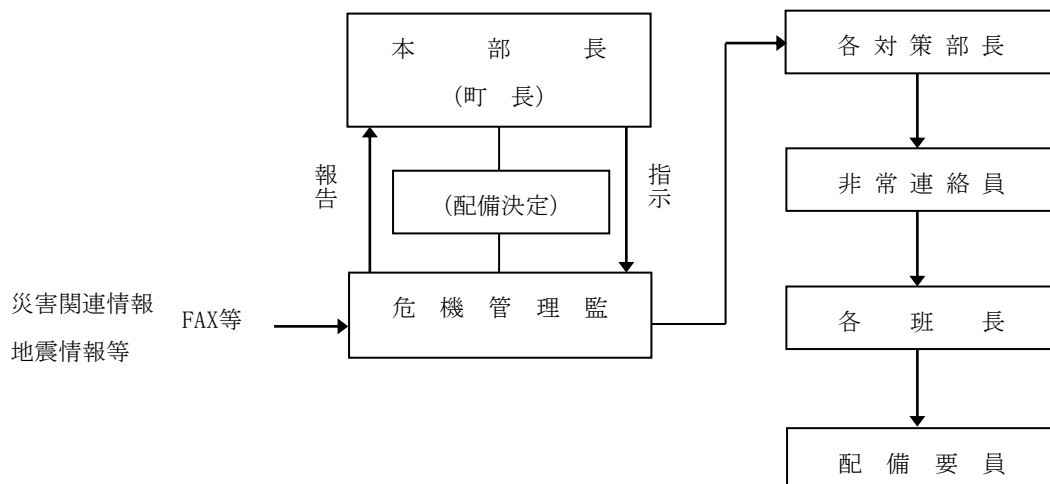 本部長
(町長)
報告
指示
(配備決定)
災害関連情報
地震情報等
FAX等
危機管理監
各対策部長
非常連絡員
各班長
配備要員